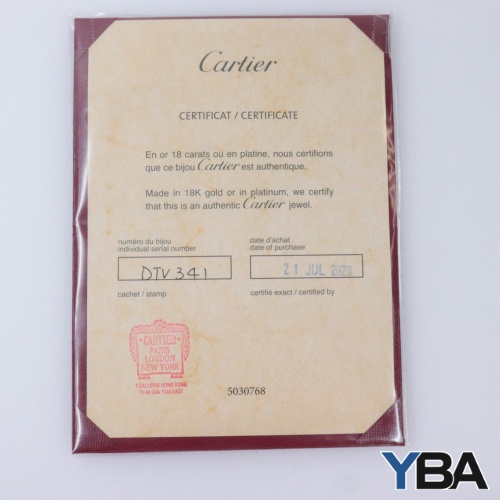 Cartier
CERTIFICAT / CERTIFICATE
En or 18 carats ou en platine, nous certifions
que ce bijou Cartier est authentique.
Made in 18K gold or in platinum, we certify
that this is an authentic Cartier jewel.
numéro du bijou
individual serial number
DTV341
date d'achat
date of purchase
21 JUL 2020
cachet / stamp
certifié exact / certified by
CARTIER
PARIS
LONDON
NEW YORK
HONG KONG
5030768
YBA